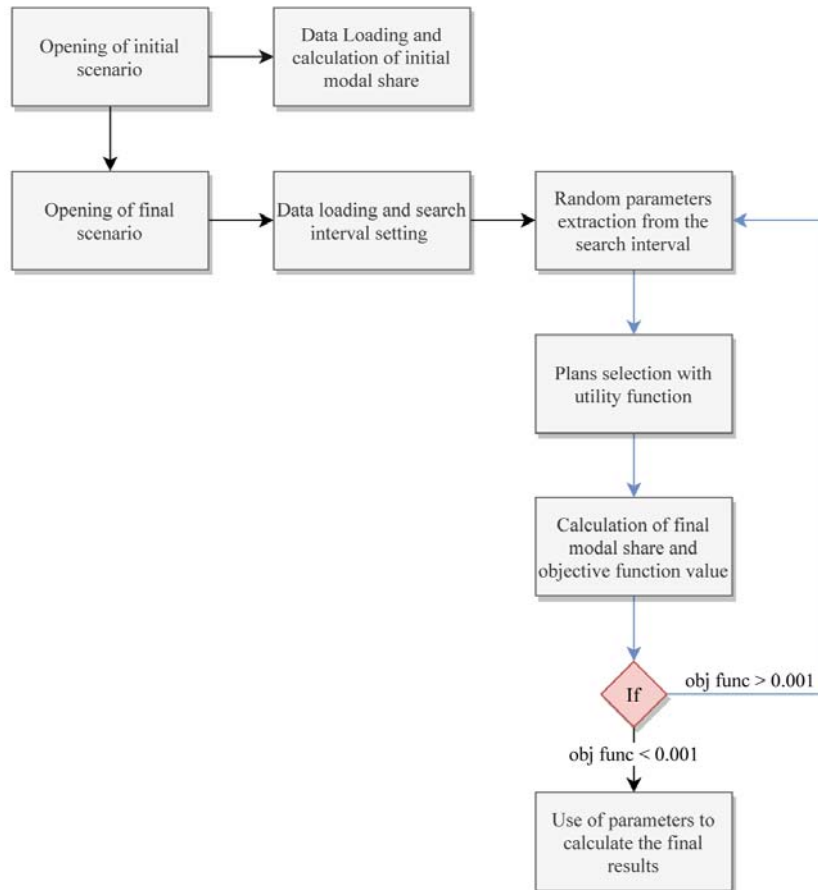 Opening of initial
scenario
Data Loading and
calculation of initial
modal share
Opening of final
scenario
Data loading and search
interval setting
Random parameters
extraction from the
search interval
Plans selection with
utility function
Calculation of final
modal share and
objective function value
If
obj func > 0.001
obj func < 0.001
Use of parameters to
calculate the final
results